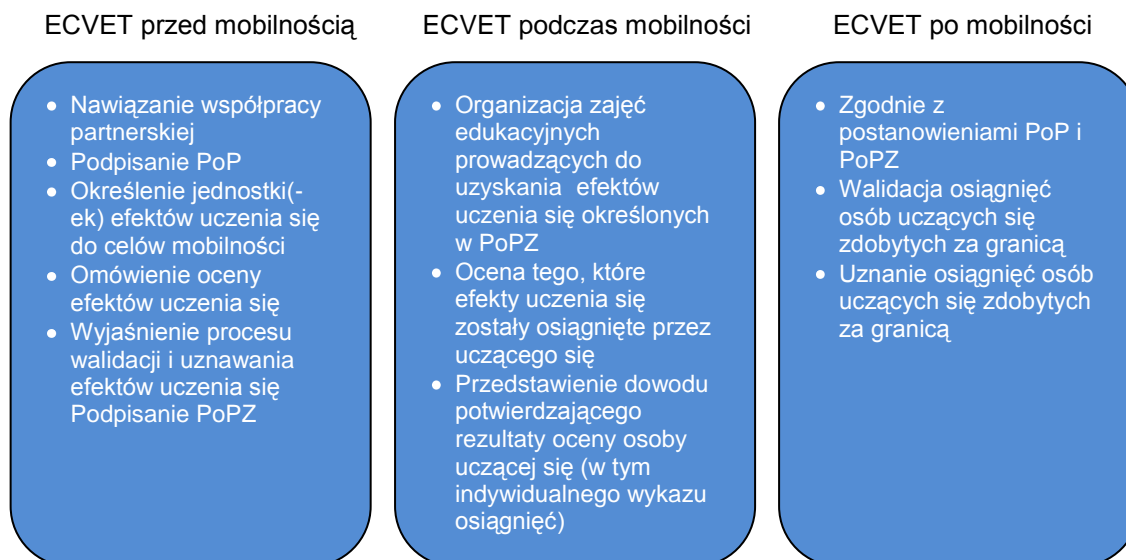 ECVET przed mobilnością
ECVET podczas mobilności
ECVET po mobilności
• Nawiązanie współpracy
partnerskiej
• Podpisanie PoP
• Określenie jednostki(-
ek) efektów uczenia się
do celów mobilności
• Omówienie oceny
efektów uczenia się
• Wyjaśnienie procesu
walidacji i uznawania
efektów uczenia się
Podpisanie PoPZ
• Organizacja zajęć
edukacyjnych
prowadzących do
uzyskania efektów
uczenia się określonych
w PoPZ
• Ocena tego, które
efekty uczenia się
zostały osiągnięte przez
uczącego się
• Przedstawienie dowodu
potwierdzającego
rezultaty oceny osoby
uczącej się (w tym
indywidualnego wykazu
osiągnięć)
• Zgodnie z
postanowieniami PoP i
PoPZ
• Walidacja osiągnięć
osób uczących się
zdobytych za granicą
• Uznanie osiągnięć osób
uczących się zdobytych
za granicą